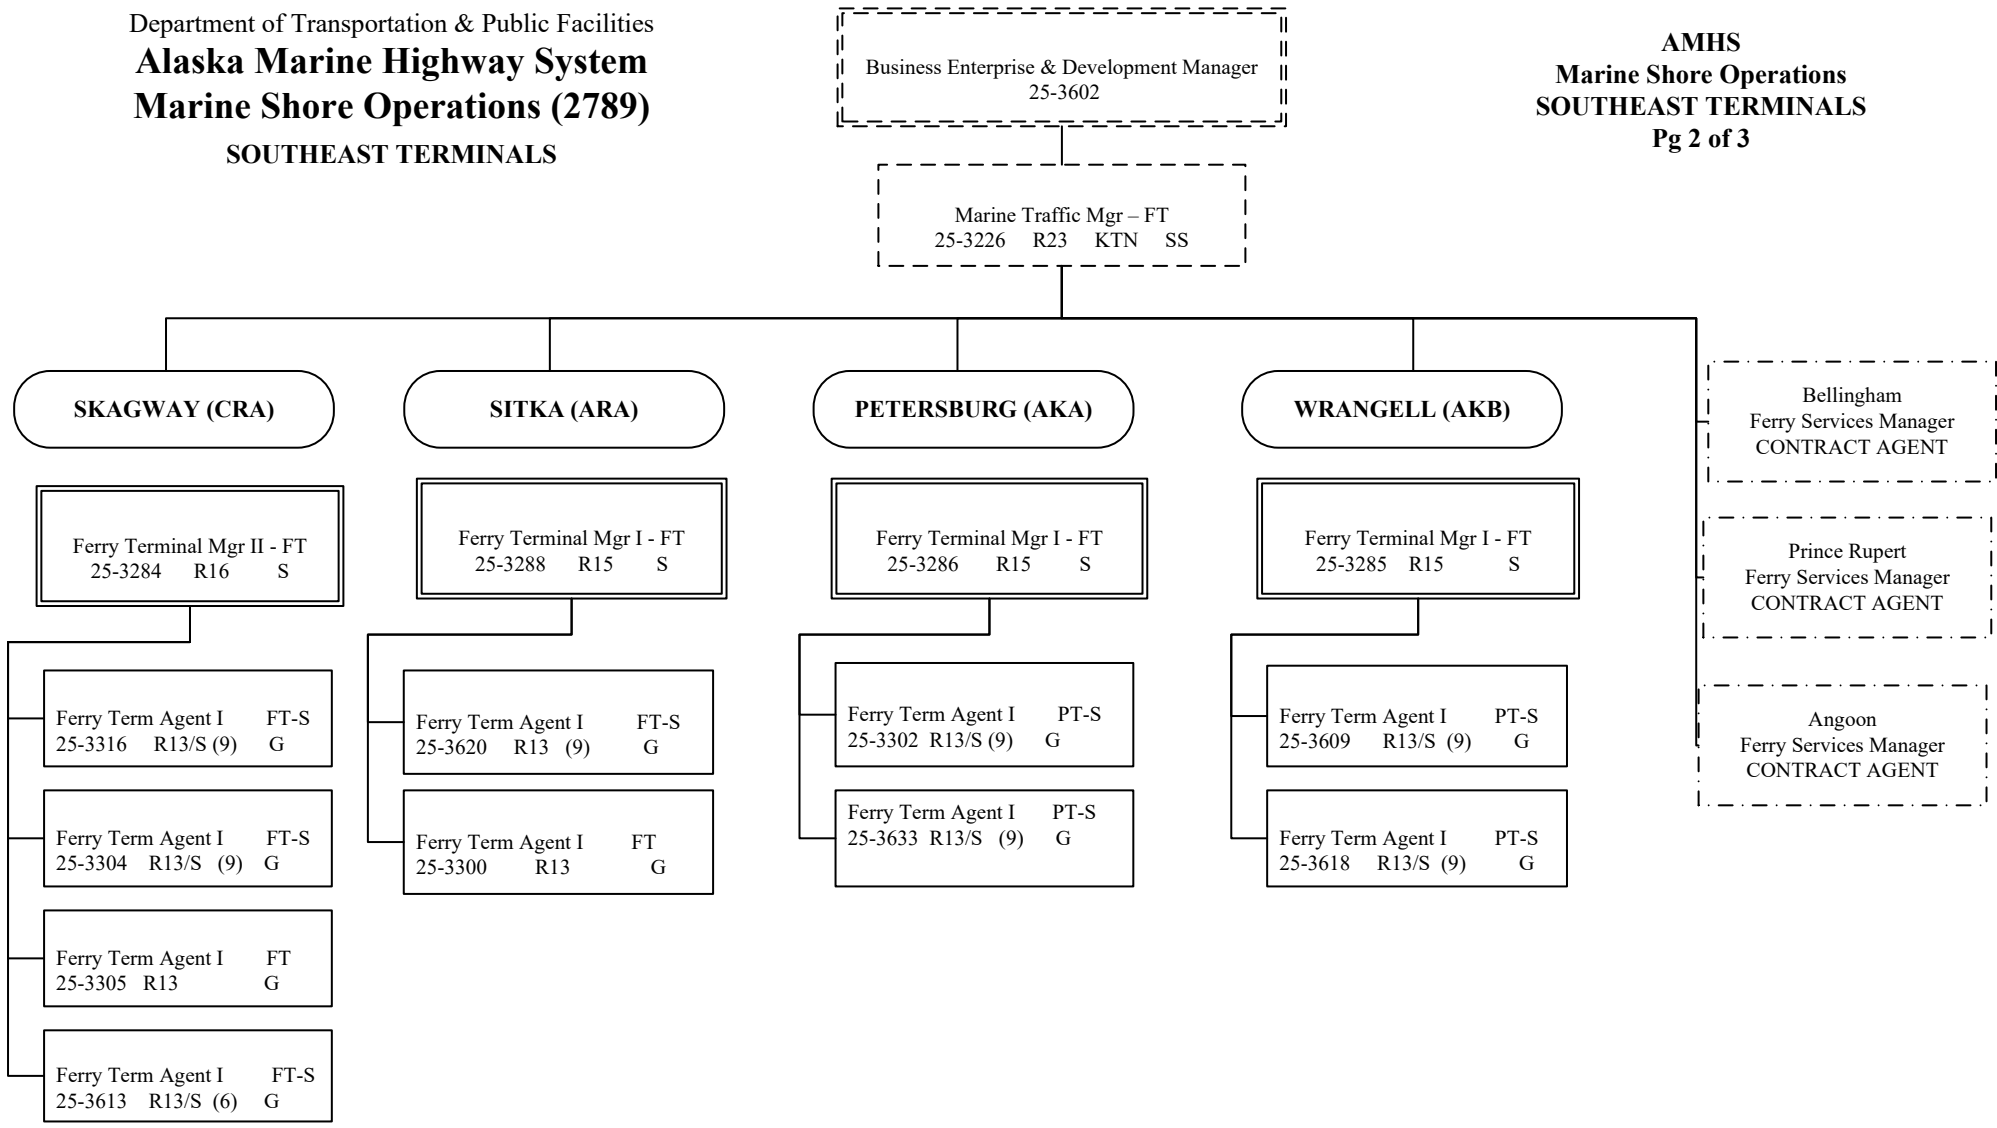 Department of Transportation & Public Facilities
Alaska Marine Highway System
Marine Shore Operations (2789)
SOUTHEAST TERMINALS
Business Enterprise & Development Manager
25-3602
AMHS
Marine Shore Operations
SOUTHEAST TERMINALS
Pg 2 of 3
Marine Traffic Mgr – FT
25-3226 R23 KTN SS
SKAGWAY (CRA)
Ferry Terminal Mgr II - FT
25-3284 R16 S
Ferry Term Agent I FT-S
25-3316 R13/S (9) G
Ferry Term Agent I FT-S
25-3304 R13/S (9) G
Ferry Term Agent I FT
25-3305 R13 G
Ferry Term Agent I FT-S
25-3613 R13/S (6) G
SITKA (ARA)
Ferry Terminal Mgr I - FT
25-3288 R15 S
Ferry Term Agent I FT-S
25-3620 R13 (9) G
Ferry Term Agent I FT
25-3300 R13 G
PETERSBURG (AKA)
Ferry Terminal Mgr I - FT
25-3286 R15 S
Ferry Term Agent I PT-S
25-3302 R13/S (9) G
Ferry Term Agent I PT-S
25-3633 R13/S (9) G
WRANGELL (AKB)
Ferry Terminal Mgr I - FT
25-3285 R15 S
Ferry Term Agent I PT-S
25-3609 R13/S (9) G
Ferry Term Agent I PT-S
25-3618 R13/S (9) G
Bellingham
Ferry Services Manager
CONTRACT AGENT
Prince Rupert
Ferry Services Manager
CONTRACT AGENT
Angoon
Ferry Services Manager
CONTRACT AGENT